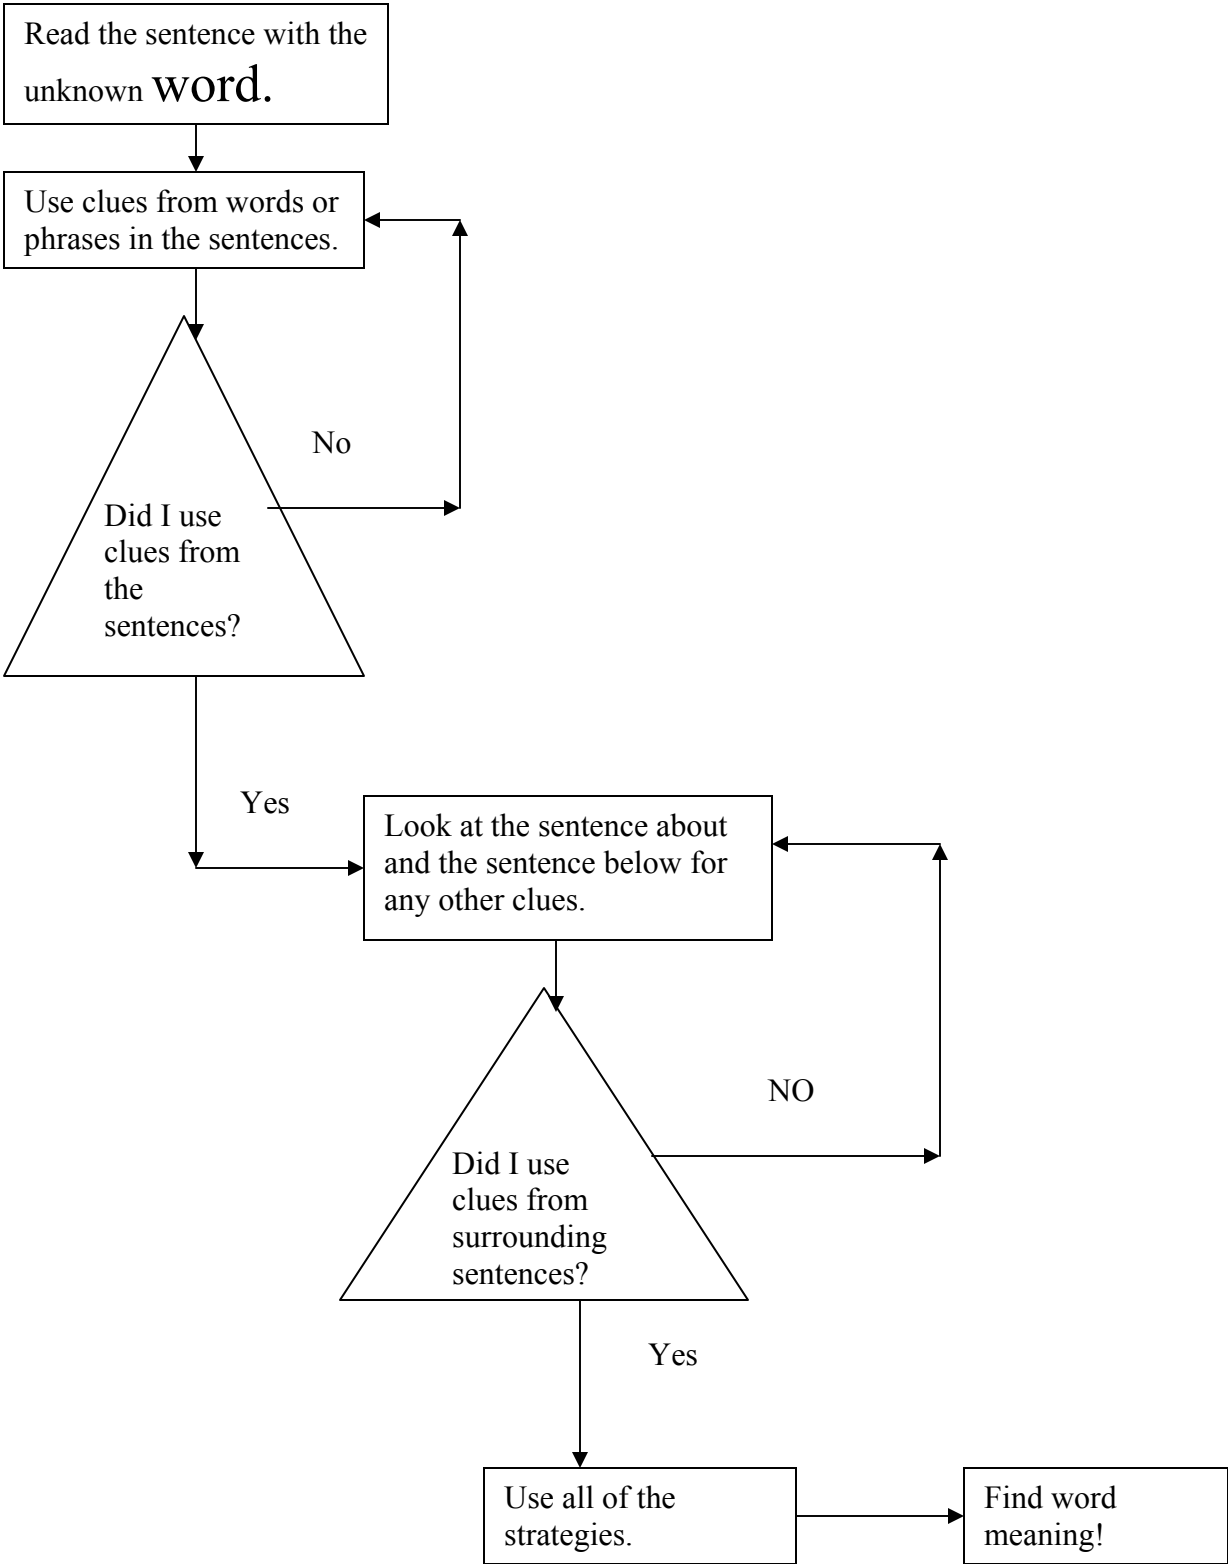 Read the sentence with the
unknown word.
Use clues from words or
phrases in the sentences.
No
Did I use
clues from
the
sentences?
Yes
Look at the sentence about
and the sentence below for
any other clues.
NO
Did I use
clues from
surrounding
sentences?
Yes
Use all of the
strategies.
Find word
meaning!